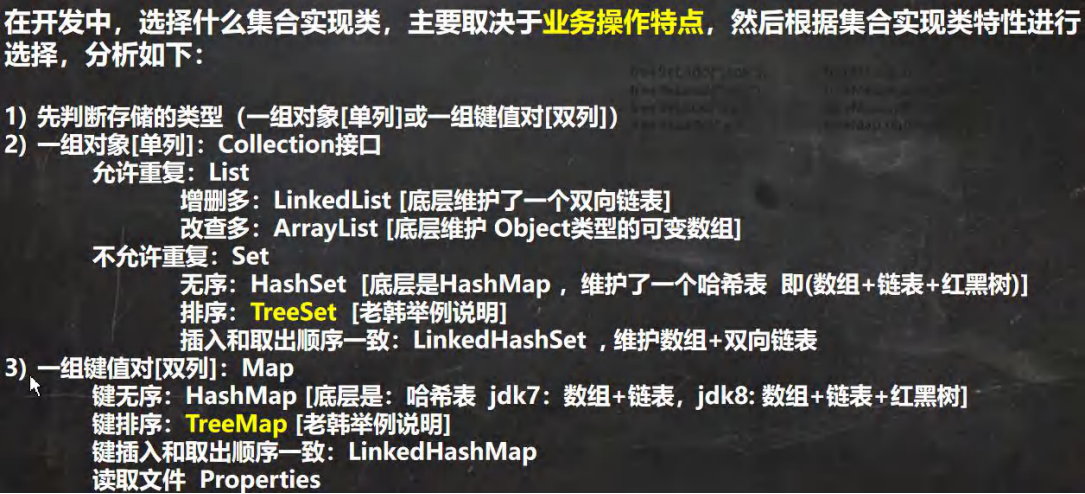 在开发中，选择什么集合实现类，主要取决于业务操作特点，然后根据集合实现类特性进行
选择，分析如下：
1) 先判断存储的类型（一组对象[单列]或一组键值对[双列]）
2) 一组对象[单列]：Collection接口
允许重复：List
增删多：LinkedList [底层维护了一个双向链表]
改查多：ArrayList [底层维护 Object类型的可变数组]
不允许重复：Set
无序：HashSet [底层是HashMap ，维护了一个哈希表 即(数组+链表+红黑树)]
排序：TreeSet [老韩举例说明]
插入和取出顺序一致：LinkedHashSet , 维护数组+双向链表
3) 一组键值对[双列]：Map
键无序：HashMap [底层是：哈希表 jdk7：数组+链表，jdk8: 数组+链表+红黑树]
键排序：TreeMap [老韩举例说明]
键插入和取出顺序一致：LinkedHashMap
读取文件 Properties